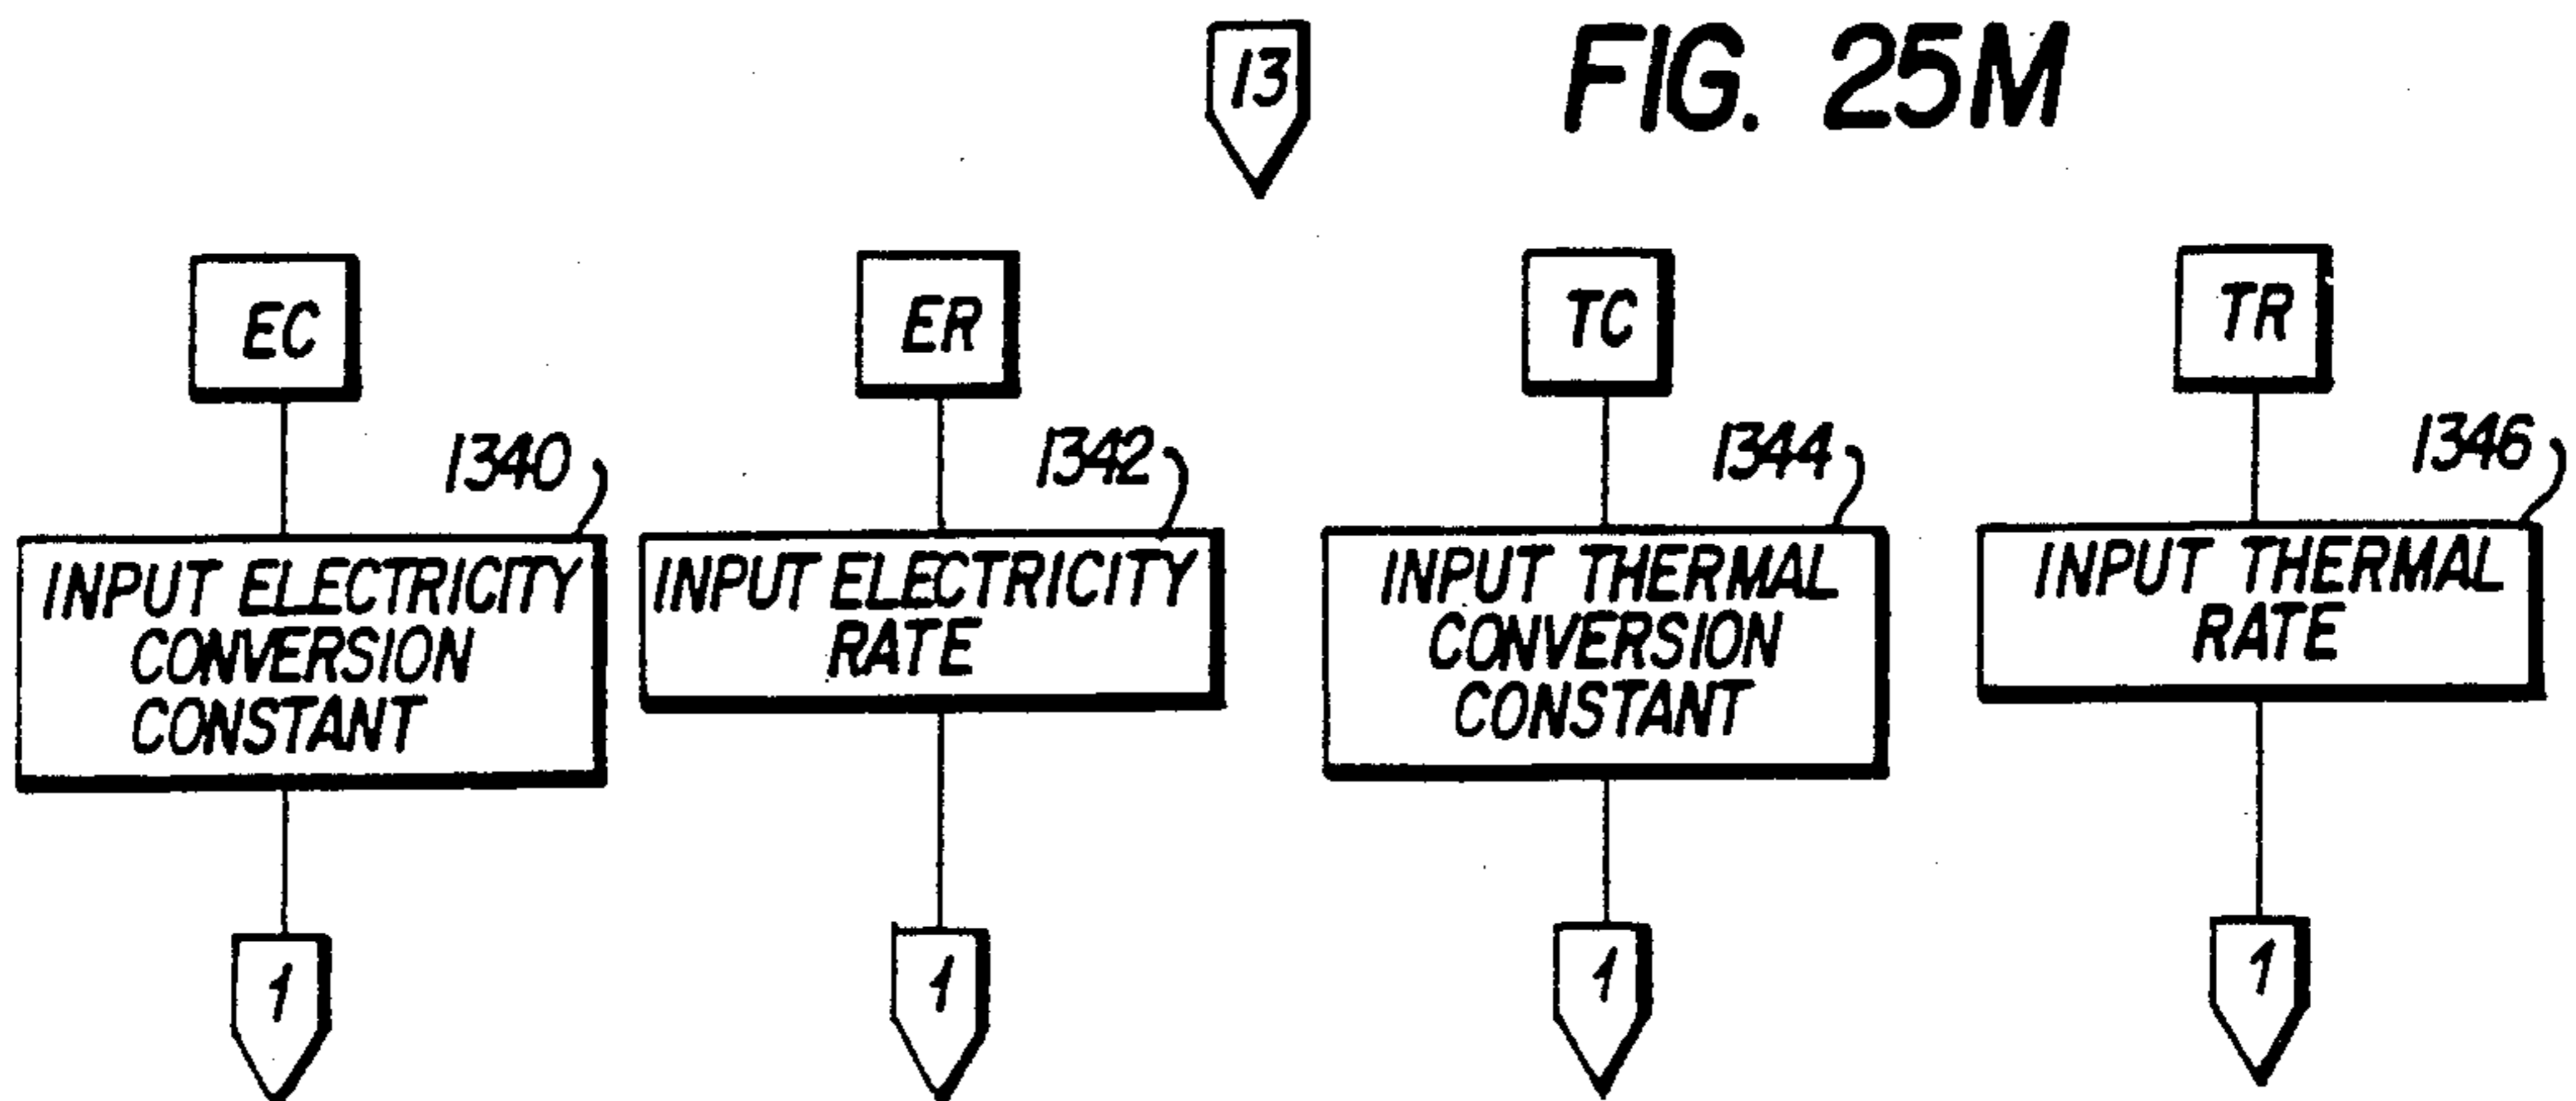 13
FIG. 25M
EC
ER
TC
TR
1340
1342
1344
1346
INPUT ELECTRICITY
CONVERSION
CONSTANT
INPUT ELECTRICITY
RATE
INPUT THERMAL
CONVERSION
CONSTANT
INPUT THERMAL
RATE
1
1
1
1